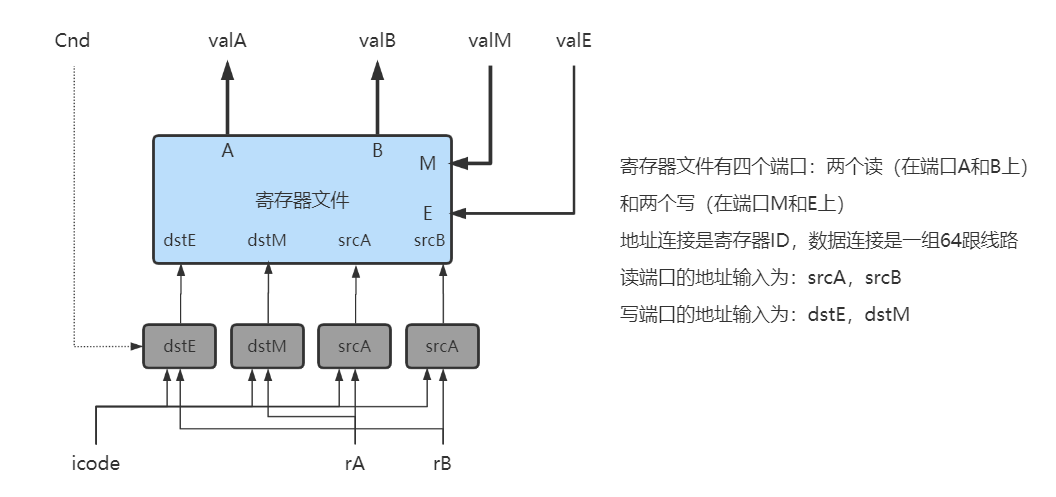 Cnd valA valB valM valE
A B
M
寄存器文件
E
dstE dstM srcA srcB
dstE dstM srcA srcA
icode rA rB
寄存器文件有四个端口：两个读（在端口A和B上）
和两个写（在端口M和E上）
地址连接是寄存器ID，数据连接是一组64跟线路
读端口的地址输入为：srcA，srcB
写端口的地址输入为：dstE，dstM